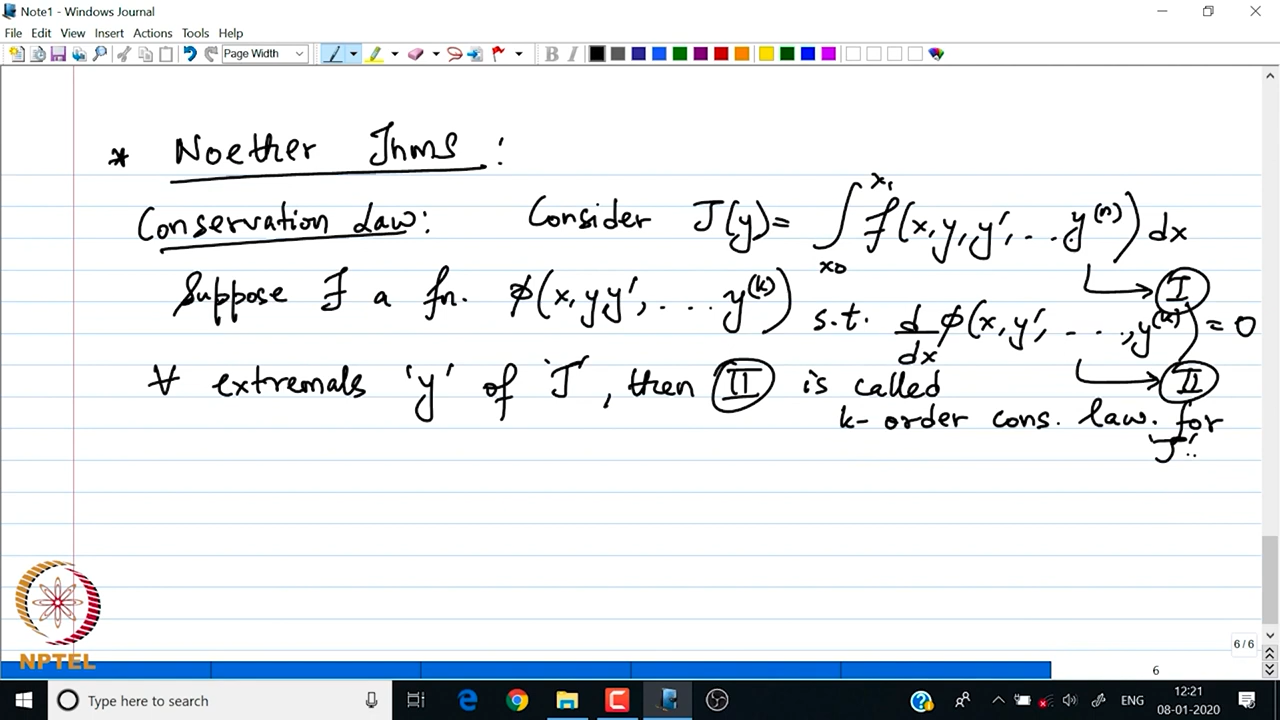 Note1 - Windows Journal
File Edit View Insert Actions Tools Help
Page Width
B I
* Noether Thms :
Conservation Law: Consider J(y)= ∫_{x0}^{x1} f(x,y,y',...y^(n)) dx
→ I
Suppose ∃ a fn. φ(x,y,y',...y^(k)) s.t. d/dx φ(x,y',...,y^(k)) = 0
→ II
∀ extremals 'y' of 'J', then II is called
k-order cons. law. for
'J'.
NPTEL
6/6
6
Type here to search
ENG
12:21
08-01-2020